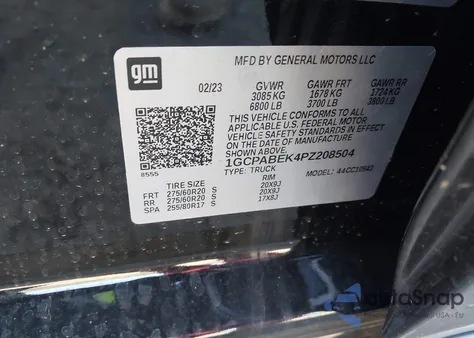 gm
MFD BY GENERAL MOTORS LLC
02/23 GVWR GAWR FRT GAWR RR
3085 KG 1678 KG 1724 KG
6800 LB 3700 LB 3800 LB
THIS VEHICLE CONFORMS TO ALL
APPLICABLE U.S. FEDERAL MOTOR
VEHICLE SAFETY STANDARDS IN EFFECT
ON THE DATE OF MANUFACTURE SHOWN ABOVE.
1GCPABEK4PZ208504
8555
TYPE: TRUCK MODEL:
TIRE SIZE RIM
FRT 275/60R20 S 20X9J
RR 275/60R20 S 20X9J
SPA 255/80R17 S 17X8J